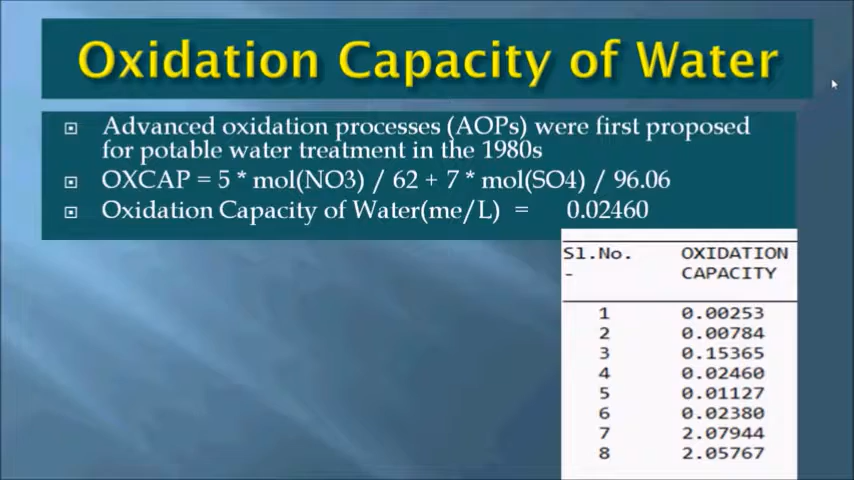 Oxidation Capacity of Water
Advanced oxidation processes (AOPs) were first proposed
for potable water treatment in the 1980s
OXCAP = 5 * mol(NO3) / 62 + 7 * mol(SO4) / 96.06
Oxidation Capacity of Water(me/L) = 0.02460
Sl.No. OXIDATION
- CAPACITY
1 0.00253
2 0.00784
3 0.15365
4 0.02460
5 0.01127
6 0.02380
7 2.07944
8 2.05767